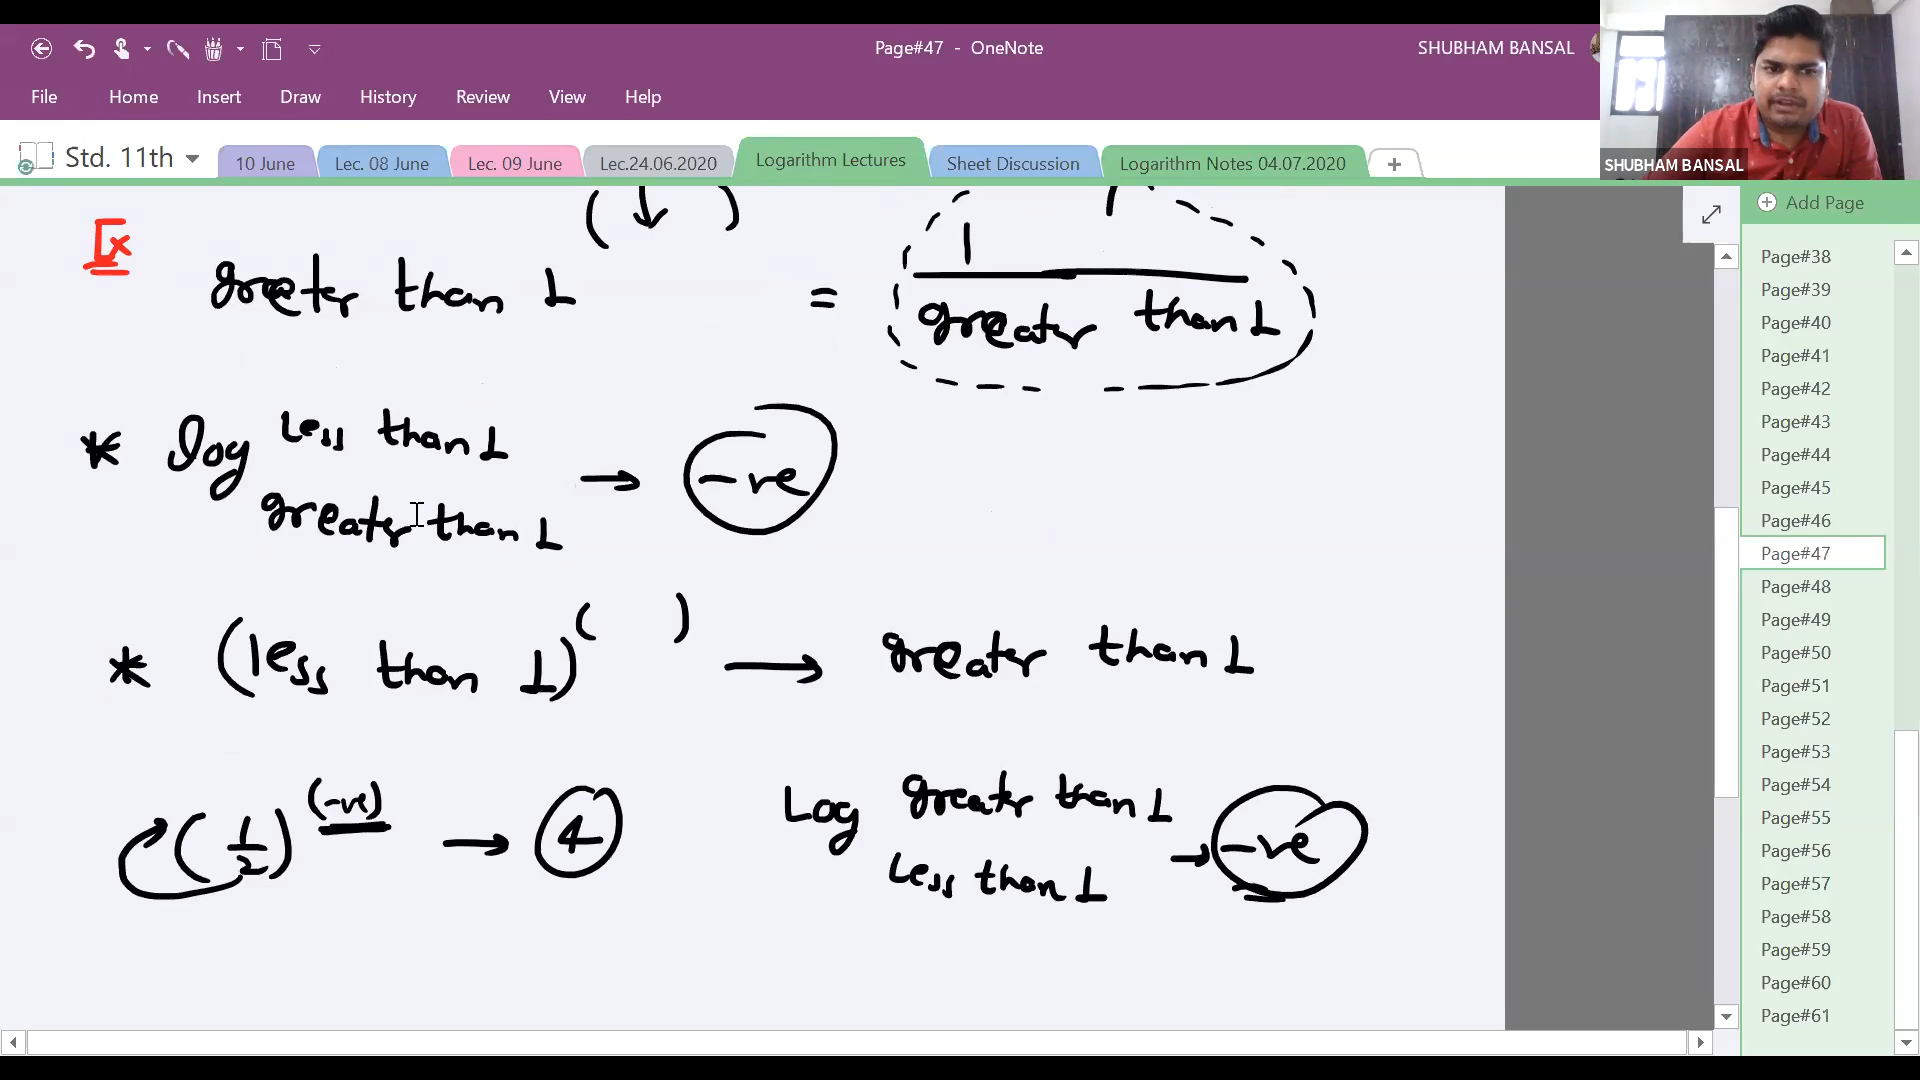 Page#47 - OneNote
SHUBHAM BANSAL
File Home Insert Draw History Review View Help
SHUBHAM BANSAL
Std. 11th
10 June
Lec. 08 June
Lec. 09 June
Lec.24.06.2020
Logarithm Lectures
Sheet Discussion
Logarithm Notes 04.07.2020
+
Add Page
Ex
( ↓ )
greater than 1
= 1
greater than 1
* log less than 1
greater than 1
→ -ve
* (less than 1)^( ) → greater than 1
(1/2)^(-ve) → 4
Log greater than 1
less than 1
→ -ve
Page#38
Page#39
Page#40
Page#41
Page#42
Page#43
Page#44
Page#45
Page#46
Page#47
Page#48
Page#49
Page#50
Page#51
Page#52
Page#53
Page#54
Page#55
Page#56
Page#57
Page#58
Page#59
Page#60
Page#61